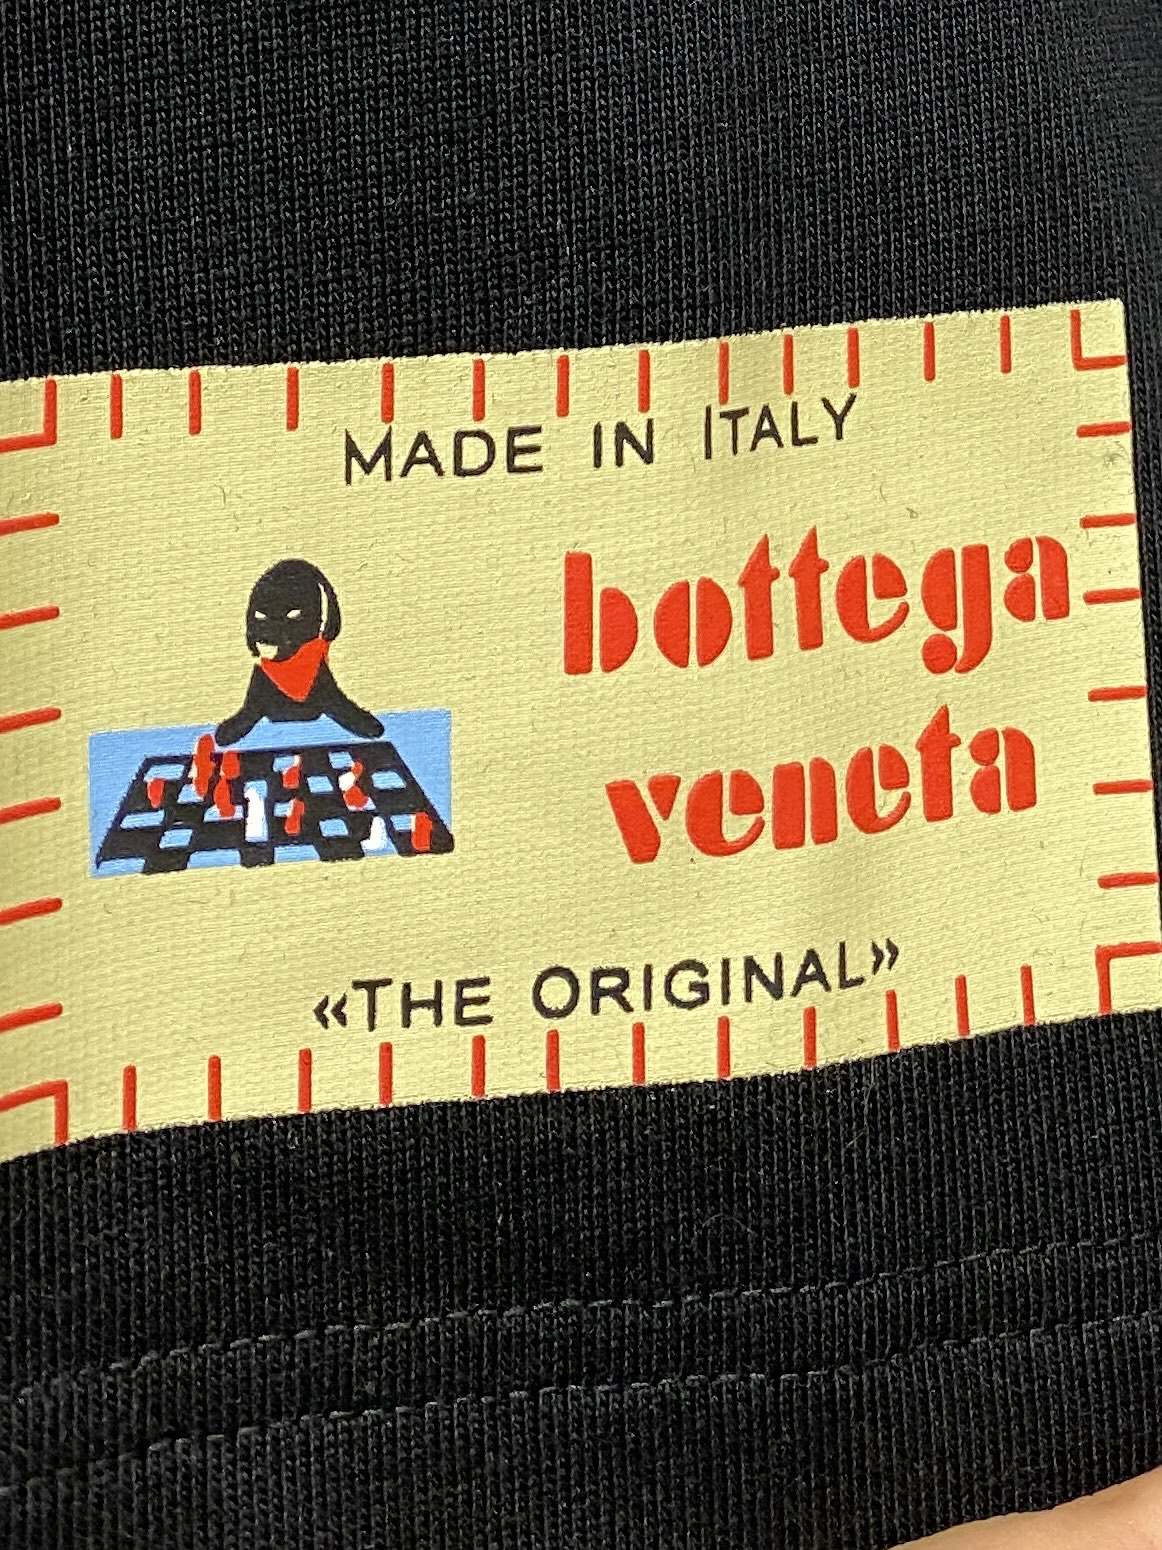 MADE IN ITALY
bottega
veneta
«THE ORIGINAL»